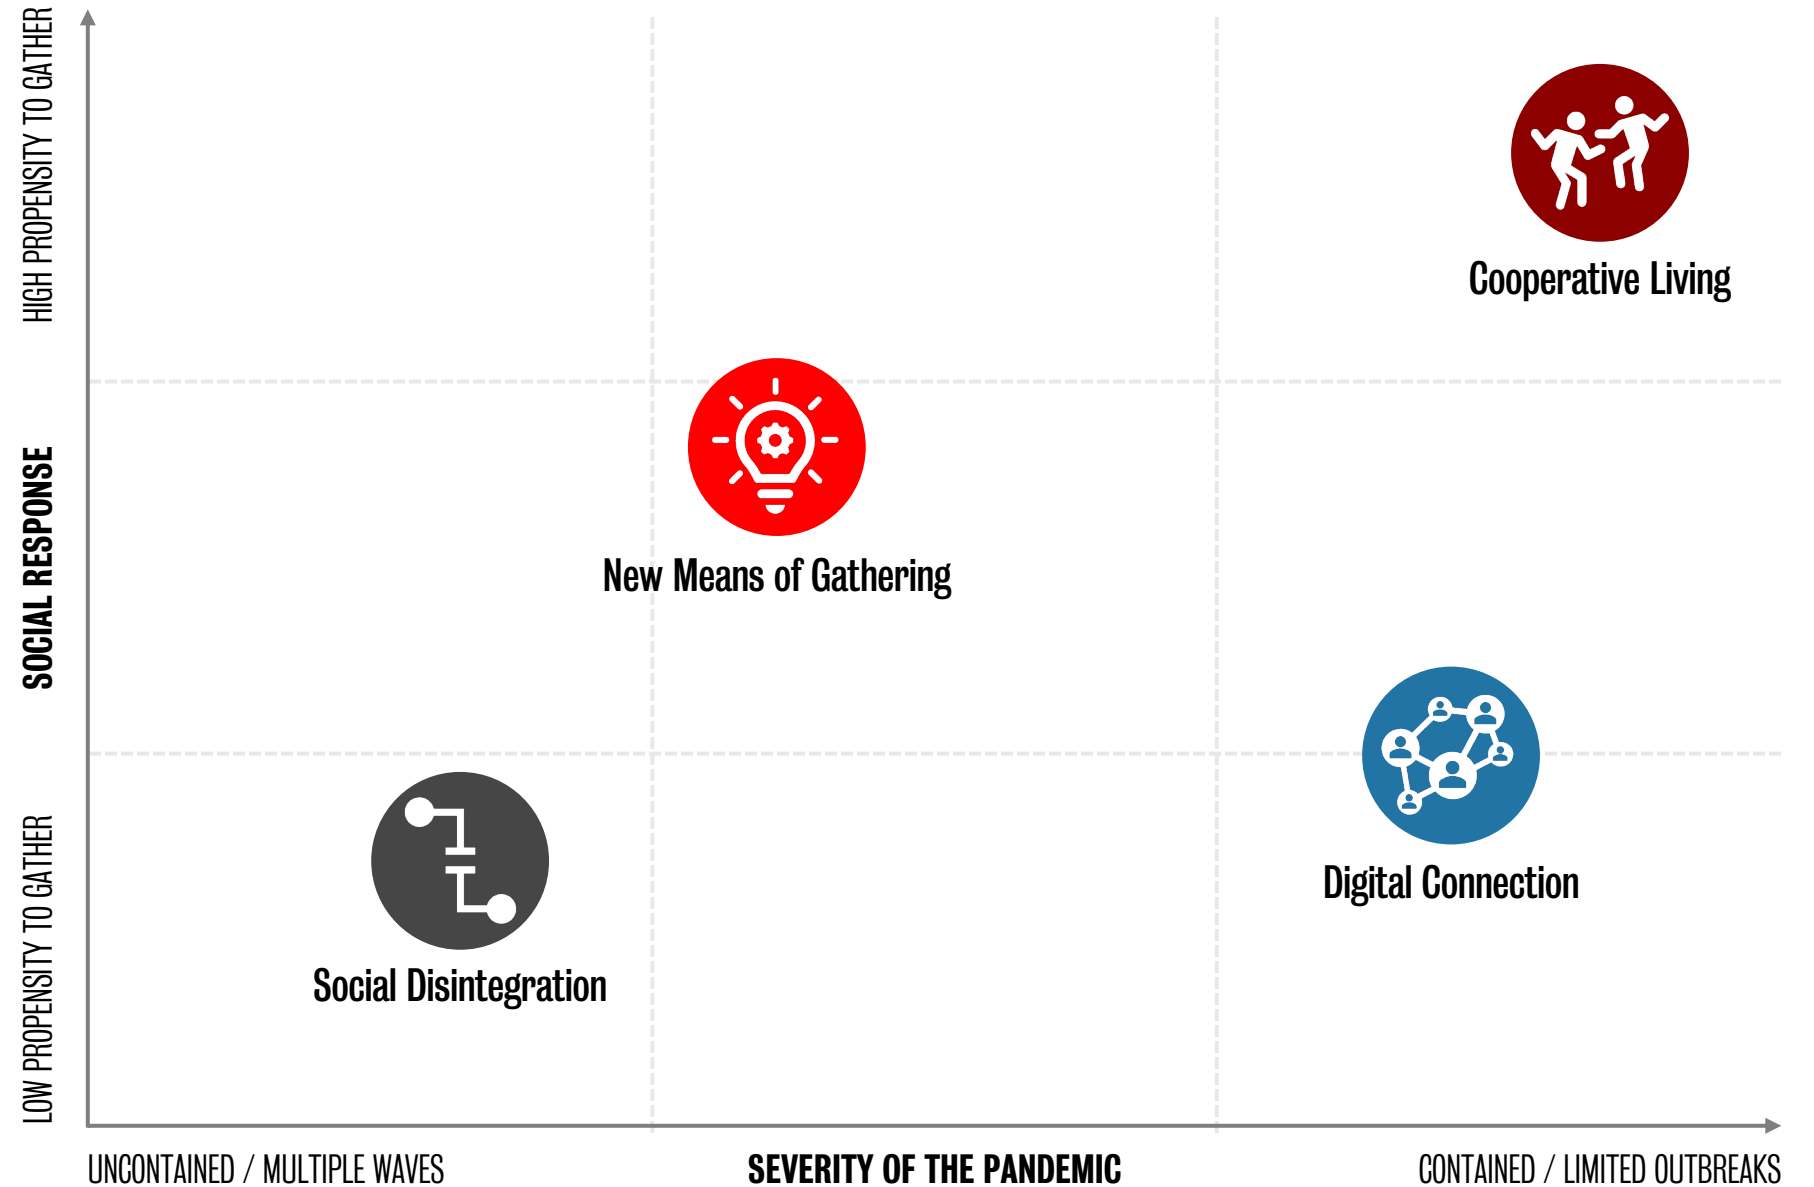 HIGH PROPENSITY TO GATHER
SOCIAL RESPONSE
LOW PROPENSITY TO GATHER
Cooperative Living
New Means of Gathering
Digital Connection
Social Disintegration
UNCONTAINED / MULTIPLE WAVES
SEVERITY OF THE PANDEMIC
CONTAINED / LIMITED OUTBREAKS